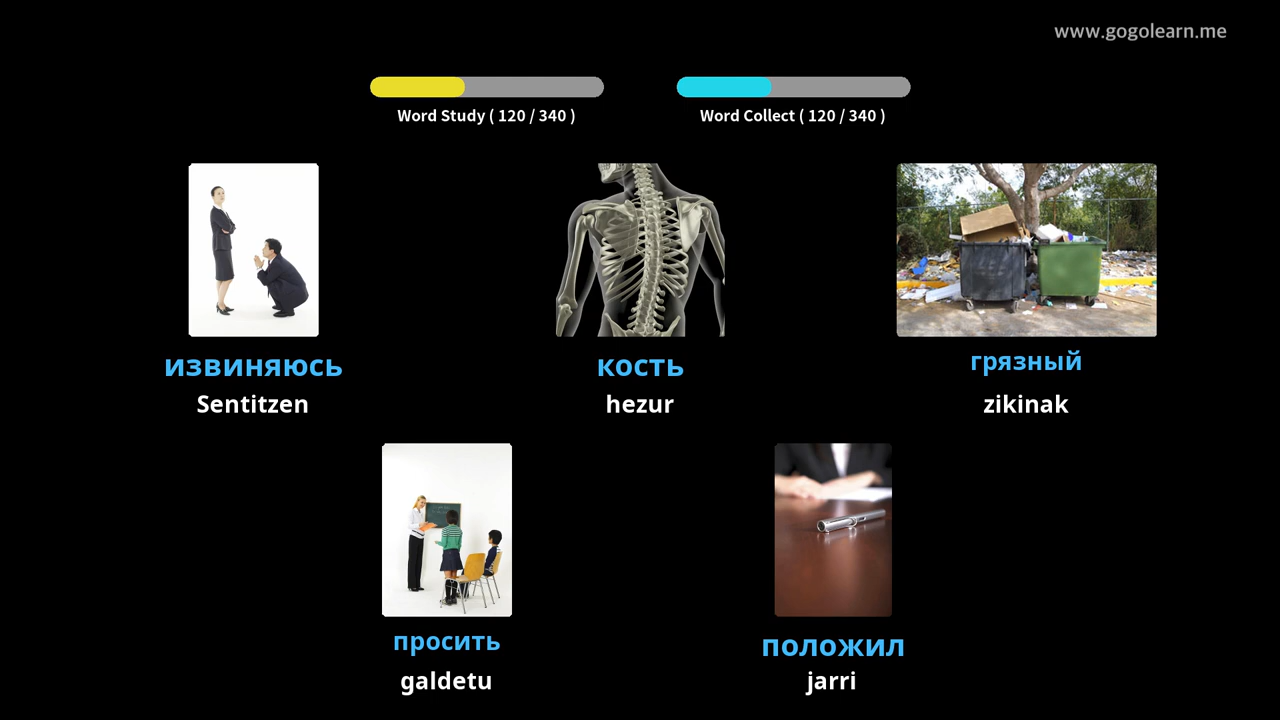 www.gogolearn.me
Word Study ( 120 / 340 )
Word Collect ( 120 / 340 )
извиняюсь
Sentitzen
кость
hezur
грязный
zikinak
просить
galdetu
положил
jarri